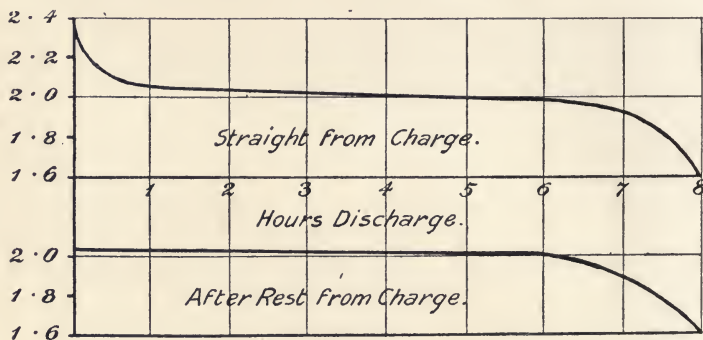 2.4
2.2
2.0
1.8
Straight from Charge.
1.6
1 2 3 4 5 6 7 8
Hours Discharge.
2.0
1.8
After Rest from Charge.
1.6